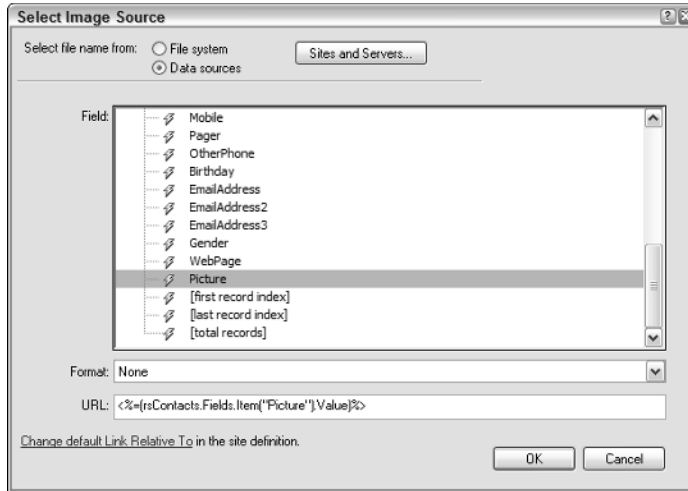 Select Image Source
Select file name from: File system
Data sources
Sites and Servers...
Field: Mobile
Pager
OtherPhone
Birthday
EmailAddress
EmailAddress2
EmailAddress3
Gender
WebPage
Picture
[first record index]
[last record index]
[total records]
Format: None
URL: <%=(rsContacts.Fields.Item("Picture").Value)%>
Change default Link Relative To in the site definition.
OK Cancel